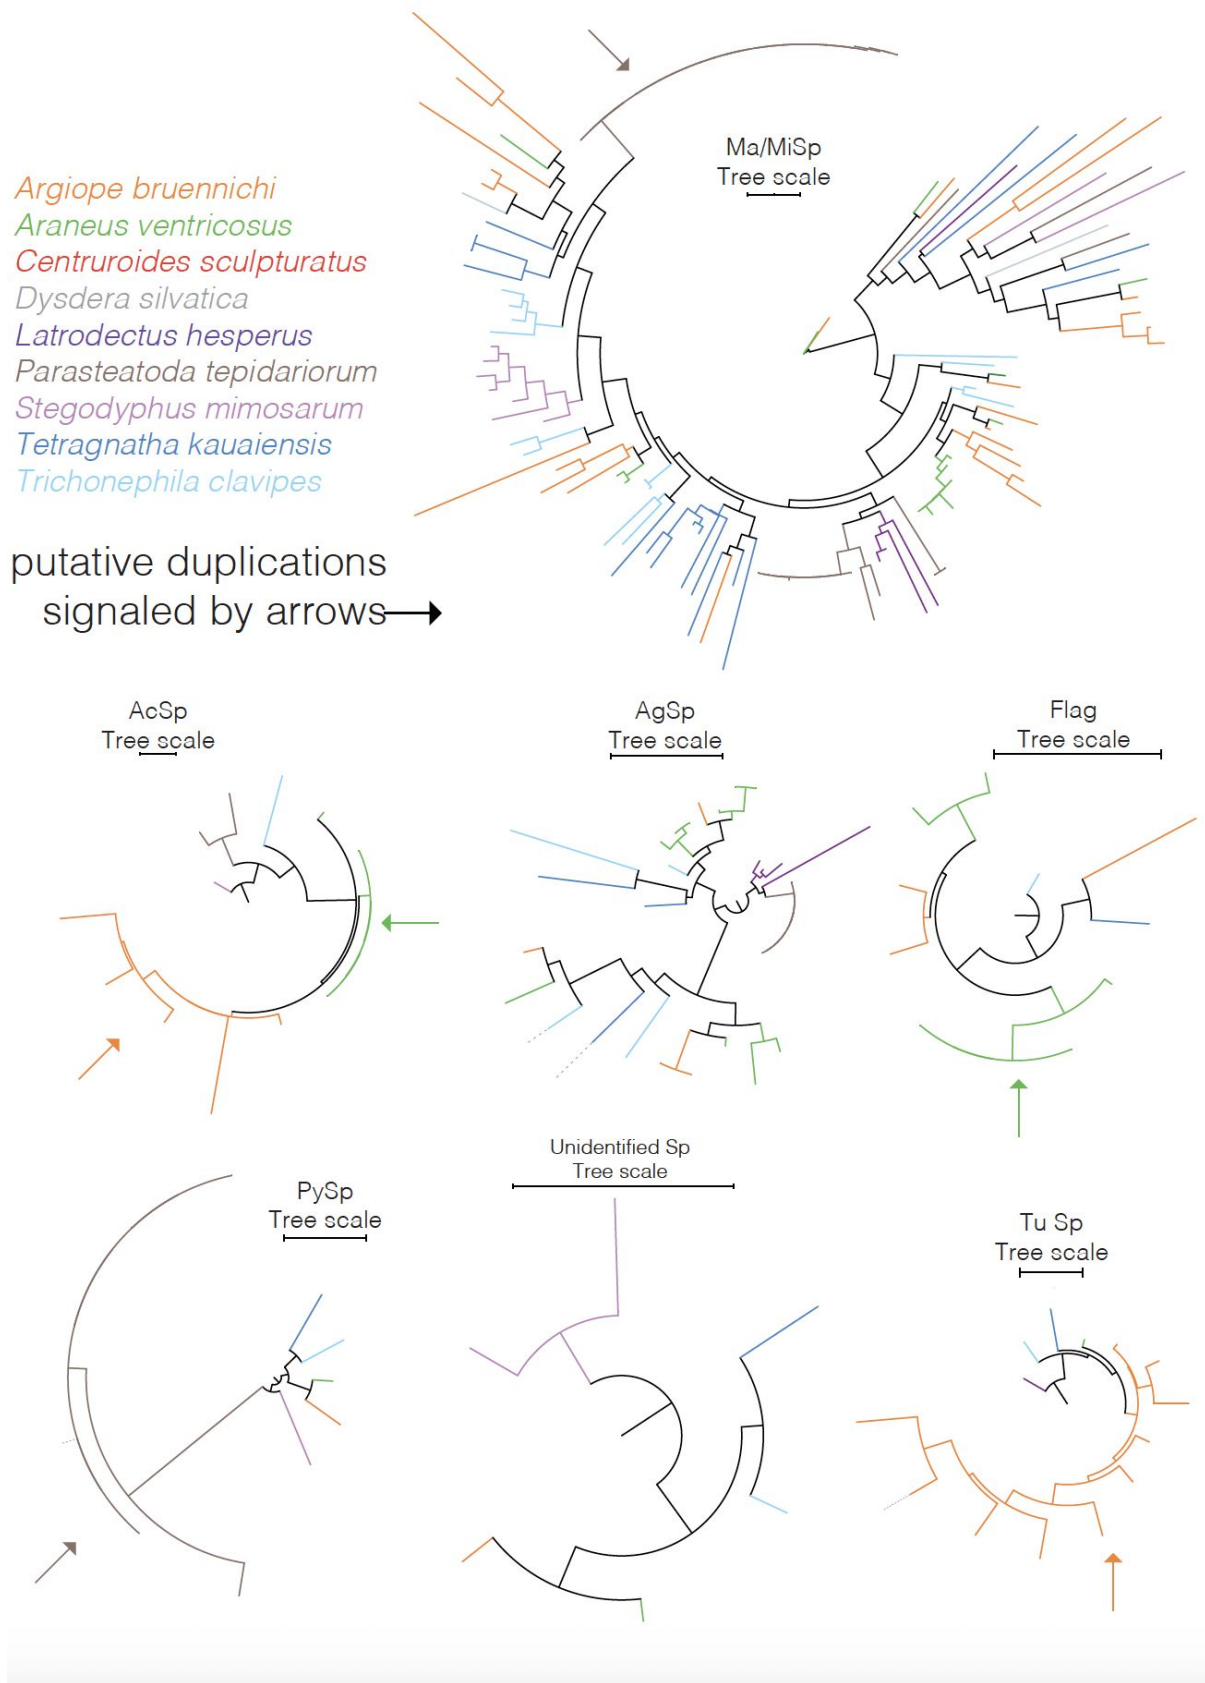 Ma/MiSp
Tree scale
Argiope bruennichi
Araneus ventricosus
Centruroides sculpturatus
Dysdera silvatica
Latrodectus hesperus
Parasteatoda tepidariorum
Stegodyphus mimosarum
Tetragnatha kauaiensis
Trichonephila clavipes
putative duplications
signaled by arrows
AcSp
Tree scale
AgSp
Tree scale
Flag
Tree scale
PySp
Tree scale
Unidentified Sp
Tree scale
Tu Sp
Tree scale